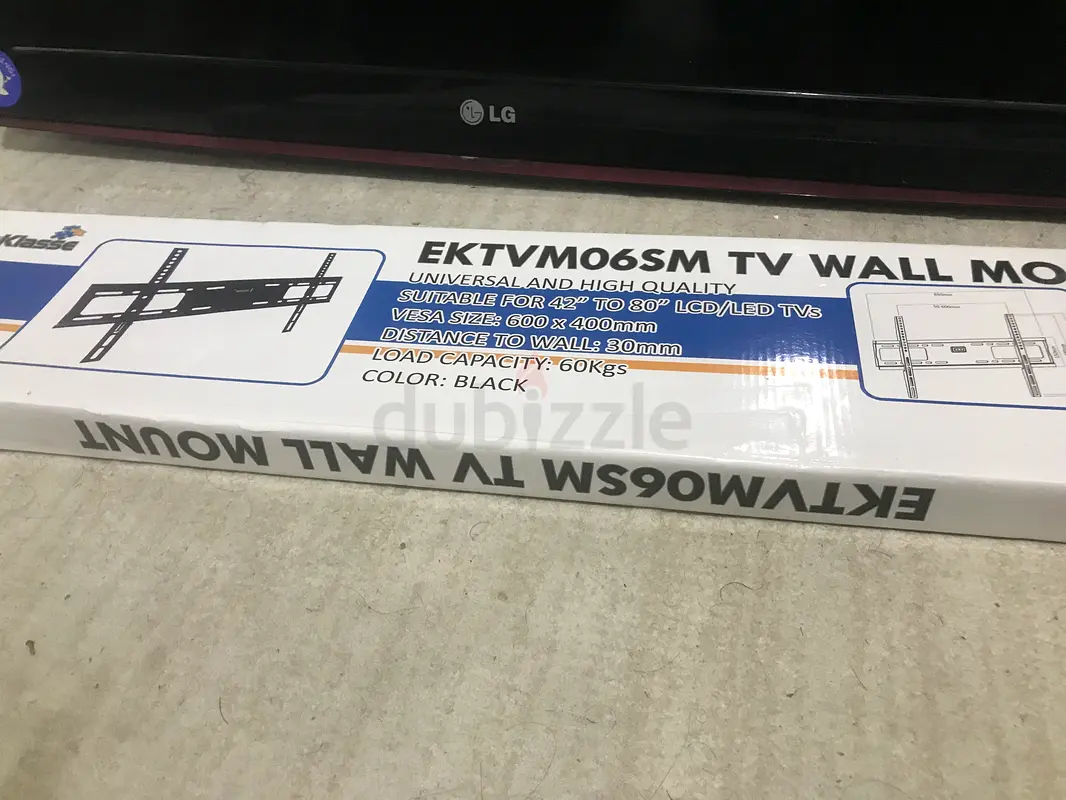 LG
Klasse
EKTVM06SM TV WALL MO
UNIVERSAL AND HIGH QUALITY
SUITABLE FOR 42” TO 80” LCD/LED TVs
VESA SIZE: 600 x 400mm
DISTANCE TO WALL: 30mm
LOAD CAPACITY: 60Kgs
COLOR: BLACK
dubizzle
EKTVM06SM TV WALL MOUNT